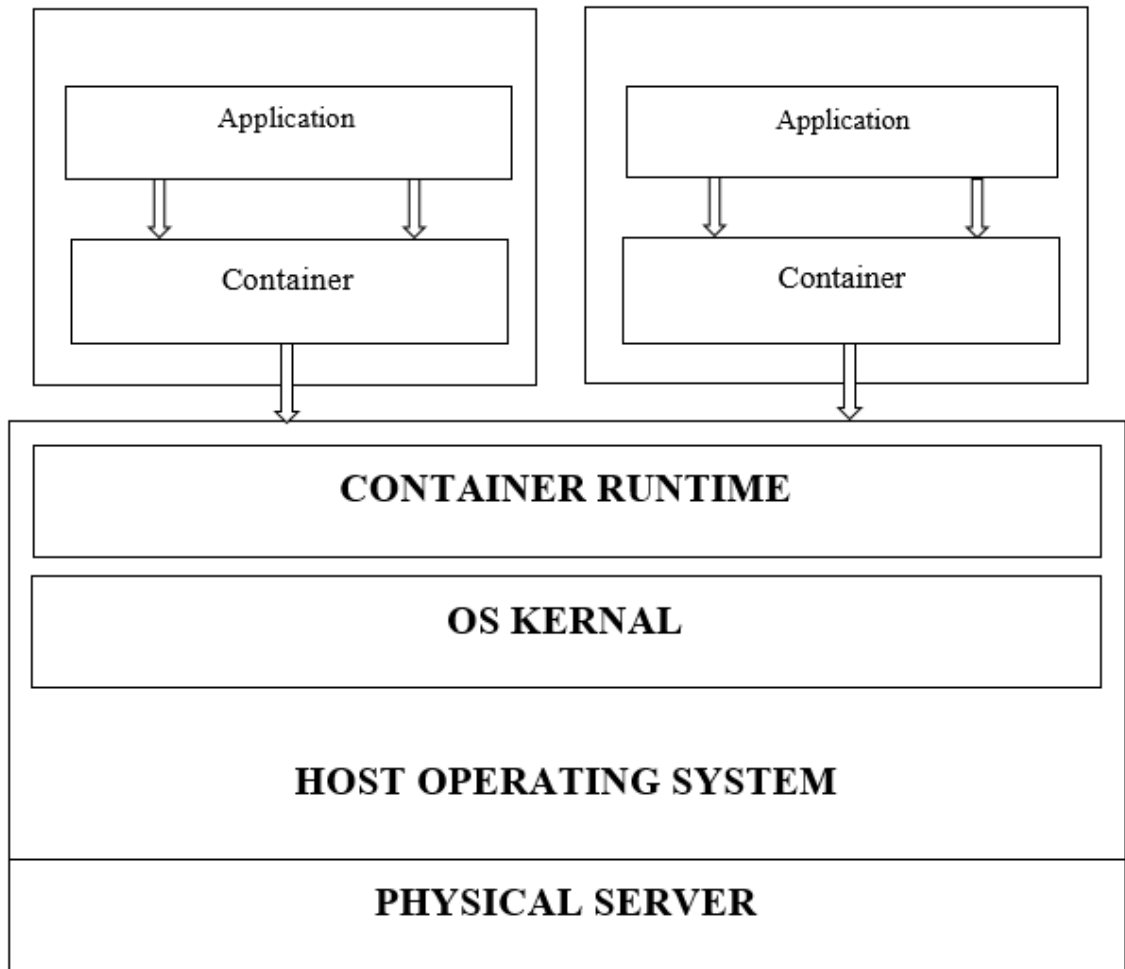 Application
Application
Container
Container
CONTAINER RUNTIME
OS KERNAL
HOST OPERATING SYSTEM
PHYSICAL SERVER